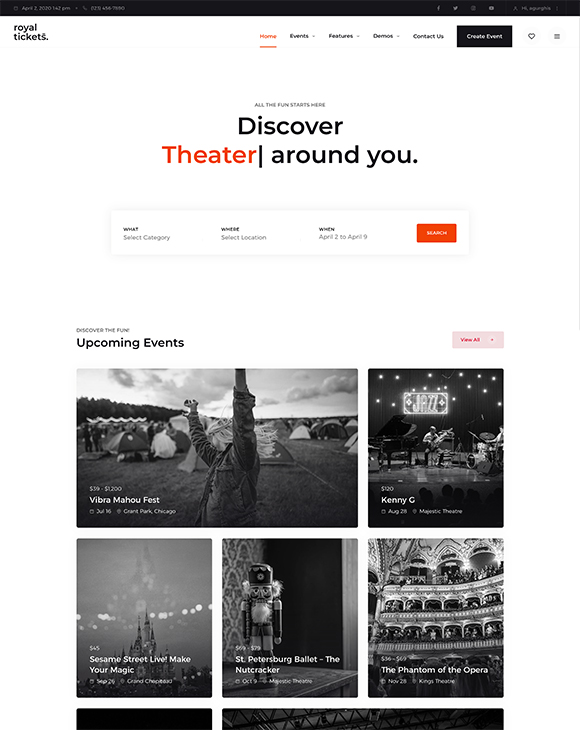 April 2, 2020 1:42 pm
(123) 456-7890
Hi, agurghis
royal
tickets.
Home
Events
Features
Demos
Contact Us
Create Event
ALL THE FUN STARTS HERE
Discover
Theater| around you.
WHAT
Select Category
WHERE
Select Location
WHEN
April 2 to April 9
SEARCH
DISCOVER THE FUN!
Upcoming Events
View All
$39 - $1,200
Vibra Mahou Fest
Jul 16
Grant Park, Chicago
JAZZ
$120
Kenny G
Aug 28
Majestic Theatre
$45
Sesame Street Live! Make
Your Magic
Sep 26
Grand Chepstead
$69 - $79
St. Petersburg Ballet – The
Nutcracker
Oct 9
Majestic Theatre
$36 - $69
The Phantom of the Opera
Nov 28
Kings Theatre